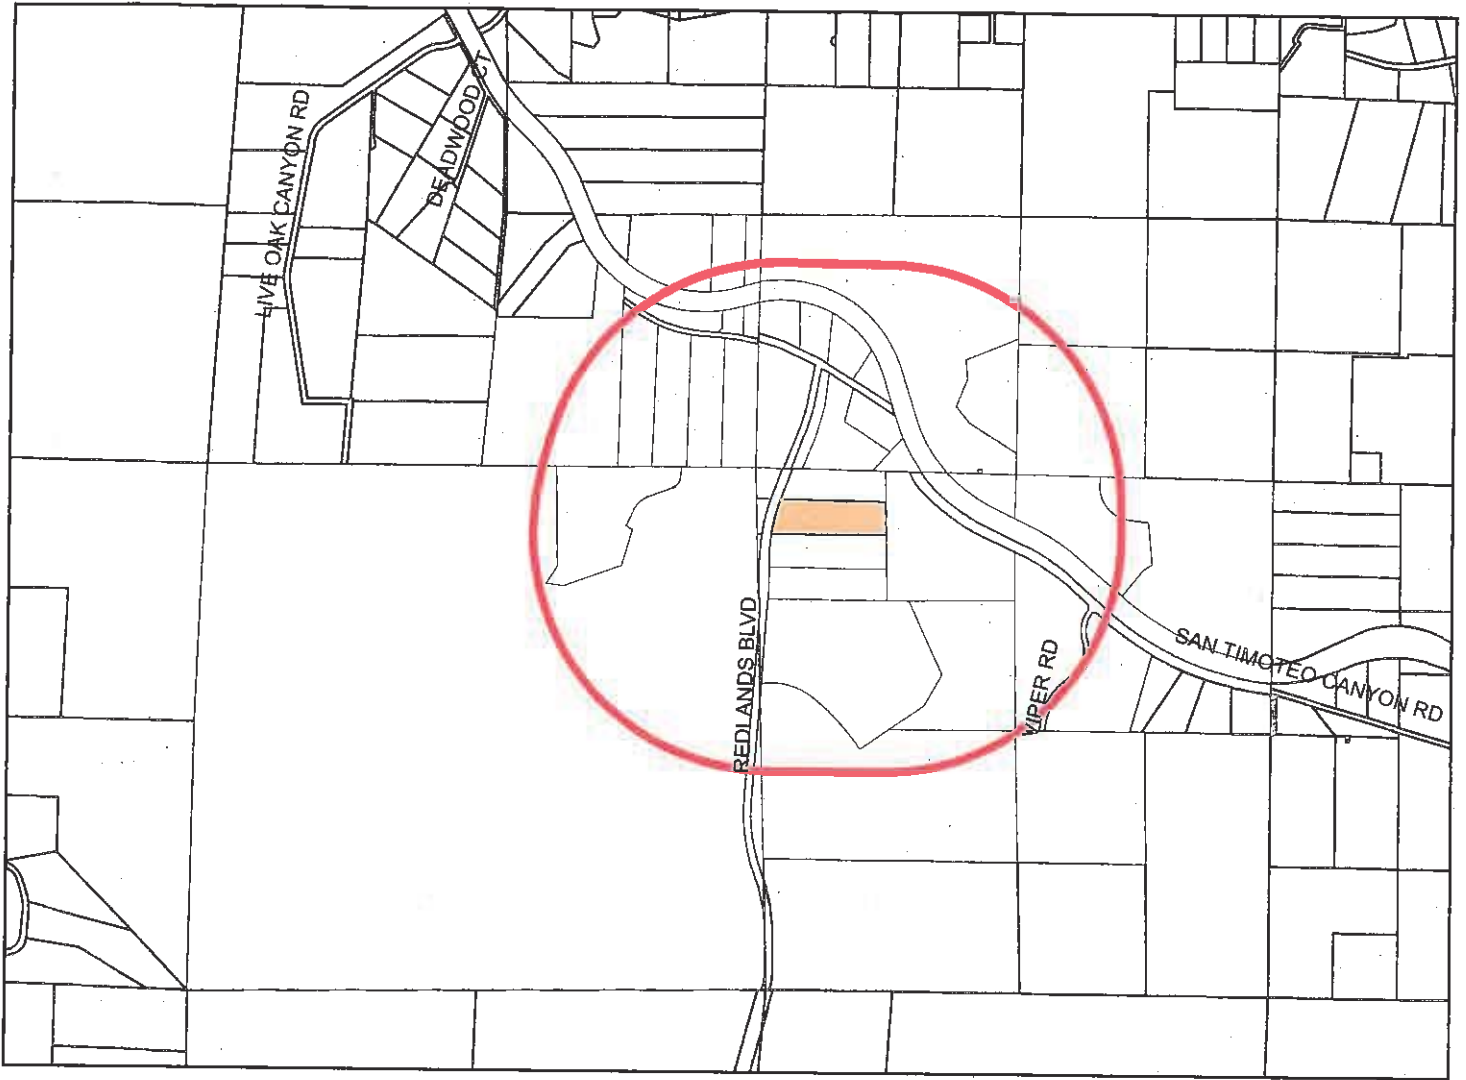 DEADWOOD CT
LIVE OAK CANYON RD
REDLANDS BLVD
VIPER RD
SAN TIMOTEO CANYON RD